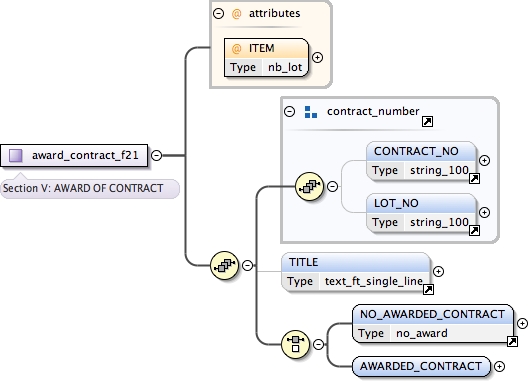 @ attributes
@ ITEM
Type nb_lot
contract_number
award_contract_f21
Section V: AWARD OF CONTRACT
CONTRACT_NO
Type string_100
LOT_NO
Type string_100
TITLE
Type text_ft_single_line
NO_AWARDED_CONTRACT
Type no_award
AWARDED_CONTRACT